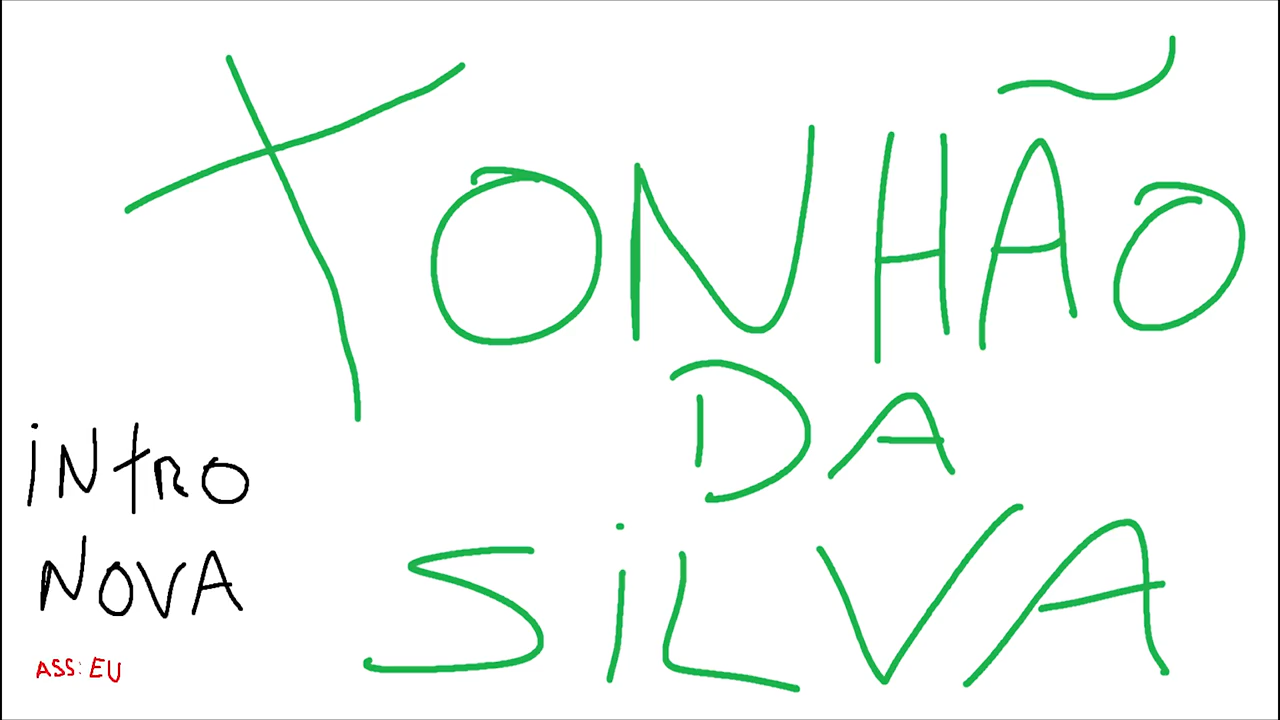 TONHÃO
DA
SiLVA
iNtRO
NOVA
ASS: EU